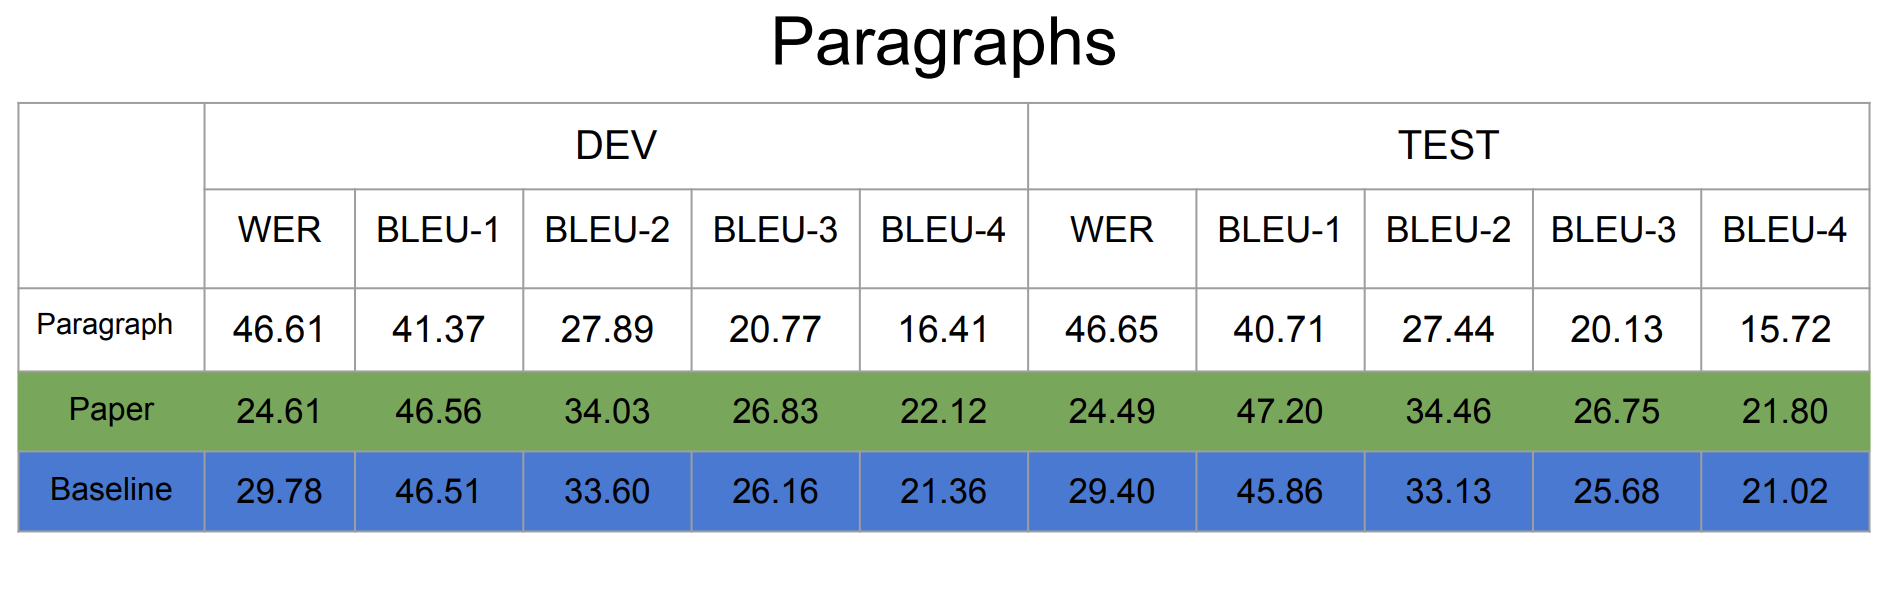 Paragraphs
DEV TEST
WER BLEU-1 BLEU-2 BLEU-3 BLEU-4 WER BLEU-1 BLEU-2 BLEU-3 BLEU-4
Paragraph 46.61 41.37 27.89 20.77 16.41 46.65 40.71 27.44 20.13 15.72
Paper 24.61 46.56 34.03 26.83 22.12 24.49 47.20 34.46 26.75 21.80
Baseline 29.78 46.51 33.60 26.16 21.36 29.40 45.86 33.13 25.68 21.02